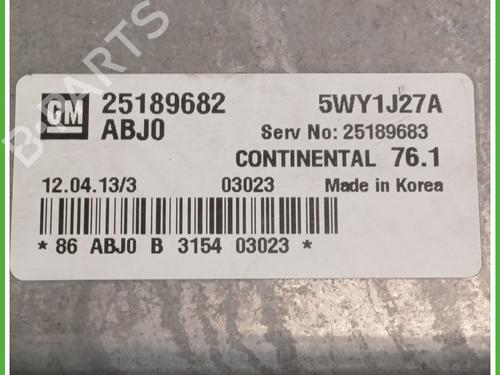 GM 25189682 5WY1J27A
ABJ0 Serv No: 25189683
CONTINENTAL 76.1
12.04.13/3 03023 Made in Korea
* 86 ABJ0 B 3154 03023 *
B-PARTS